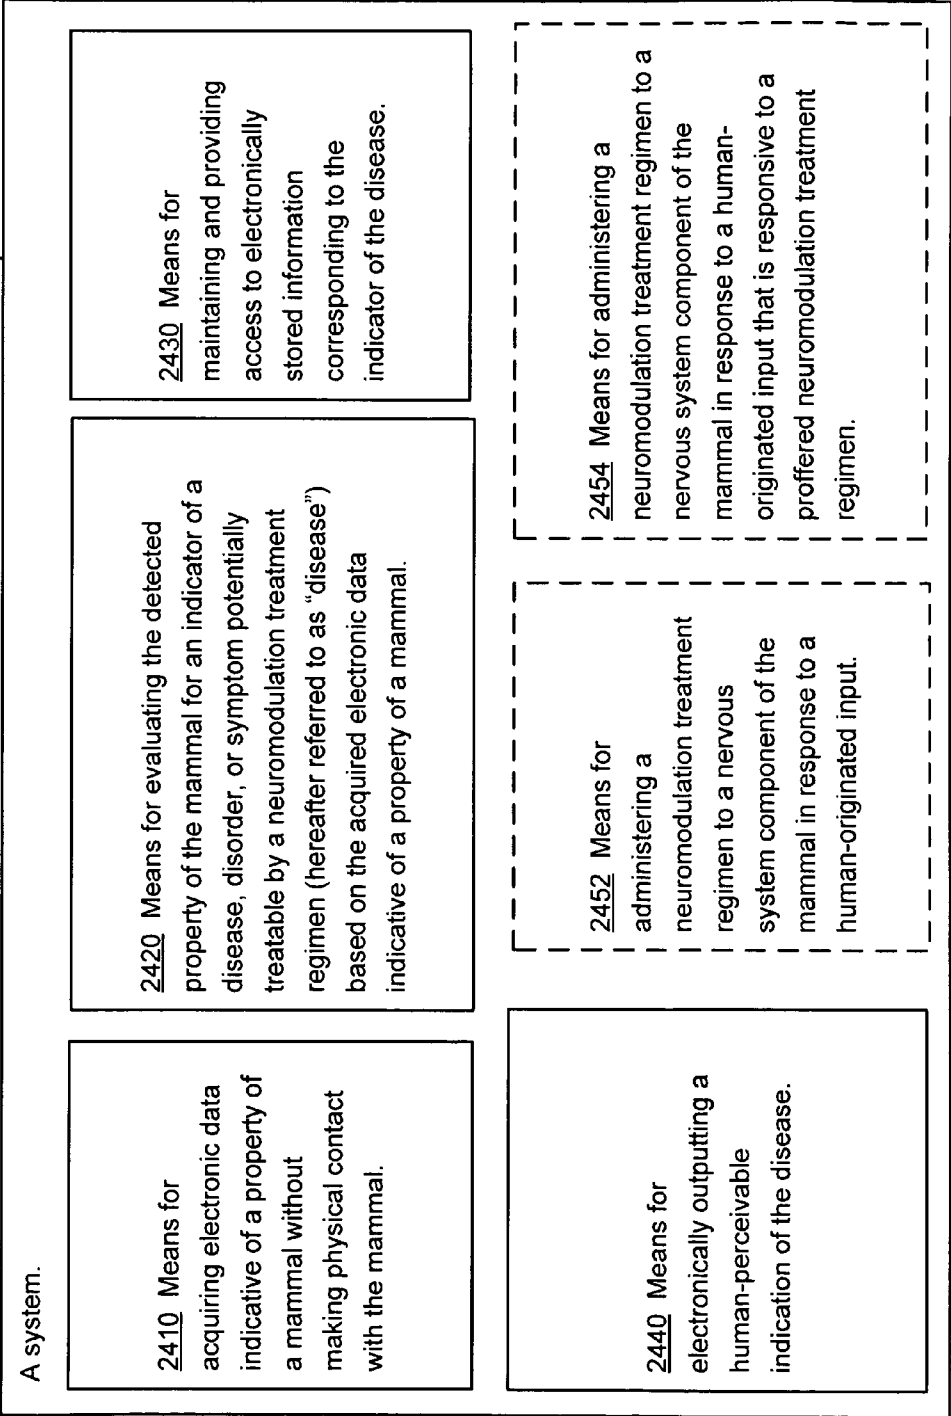 A system.
2410 Means for
acquiring electronic data
indicative of a property of
a mammal without
making physical contact
with the mammal.
2420 Means for evaluating the detected
property of the mammal for an indicator of a
disease, disorder, or symptom potentially
treatable by a neuromodulation treatment
regimen (hereafter referred to as “disease”)
based on the acquired electronic data
indicative of a property of a mammal.
2430 Means for
maintaining and providing
access to electronically
stored information
corresponding to the
indicator of the disease.
2440 Means for
electronically outputting a
human-perceivable
indication of the disease.
2452 Means for
administering a
neuromodulation treatment
regimen to a nervous
system component of the
mammal in response to a
human-originated input.
2454 Means for administering a
neuromodulation treatment regimen to a
nervous system component of the
mammal in response to a human-
originated input that is responsive to a
proffered neuromodulation treatment
regimen.